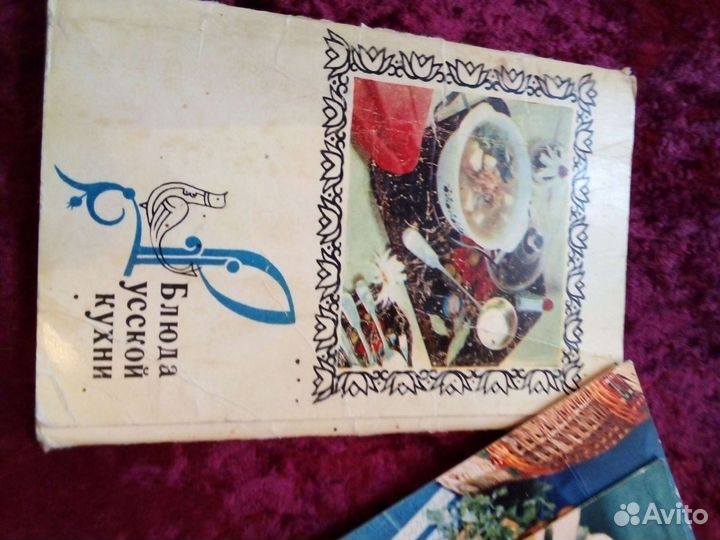 Блюда
Русской
кухни
Avito